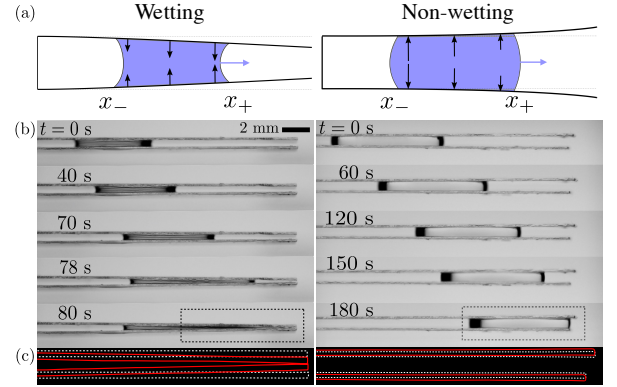 (a)
Wetting
Non-wetting
x₋
x₊
x₋
x₊
(b)
t = 0 s
2 mm
40 s
70 s
78 s
80 s
t = 0 s
60 s
120 s
150 s
180 s
(c)